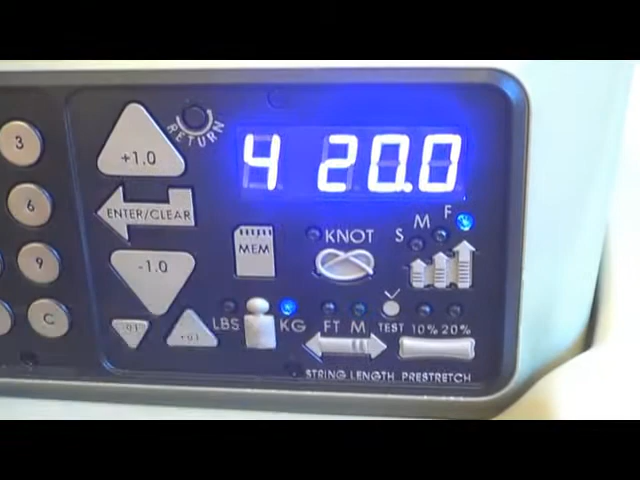 3
6
9
C
+1.0
RETURN
ENTER/CLEAR
-1.0
4 20.0
MEM
KNOT
S M F
LBS KG
FT M
TEST
10% 20%
STRING LENGTH PRESTRETCH